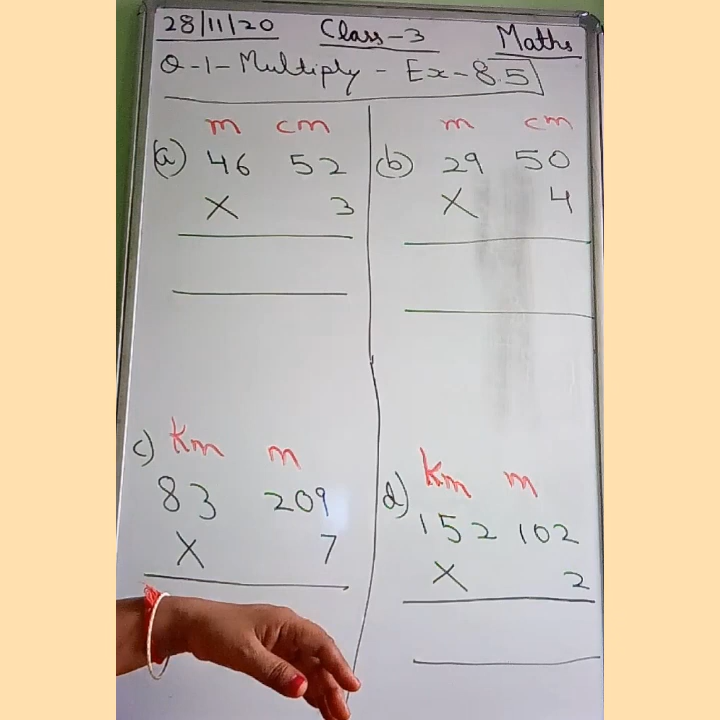 28/11/20 Class-3 Maths
Q-1-Multiply - Ex-8.5
m cm
(a) 46 52
X 3
m cm
(b) 29 50
X 4
c) Km m
83 209
X 7
d) Km m
152 102
X 2